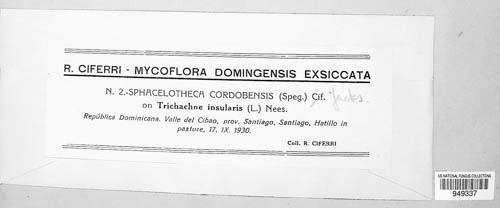 R. CIFERRI - MYCOFLORA DOMINGENSIS EXSICCATA
N. 2.-SPHACELOTHECA CORDOBENSIS (Speg.) Cif.
on Trichachne insularis (L.) Nees.
República Dominicana. Valle del Cibao, prov. Santiago, Santiago, Hatillo in
pasture, 17. IX. 1930.
Coll. R. CIFERRI
US NATIONAL FUNGUS COLLECTIONS
949337